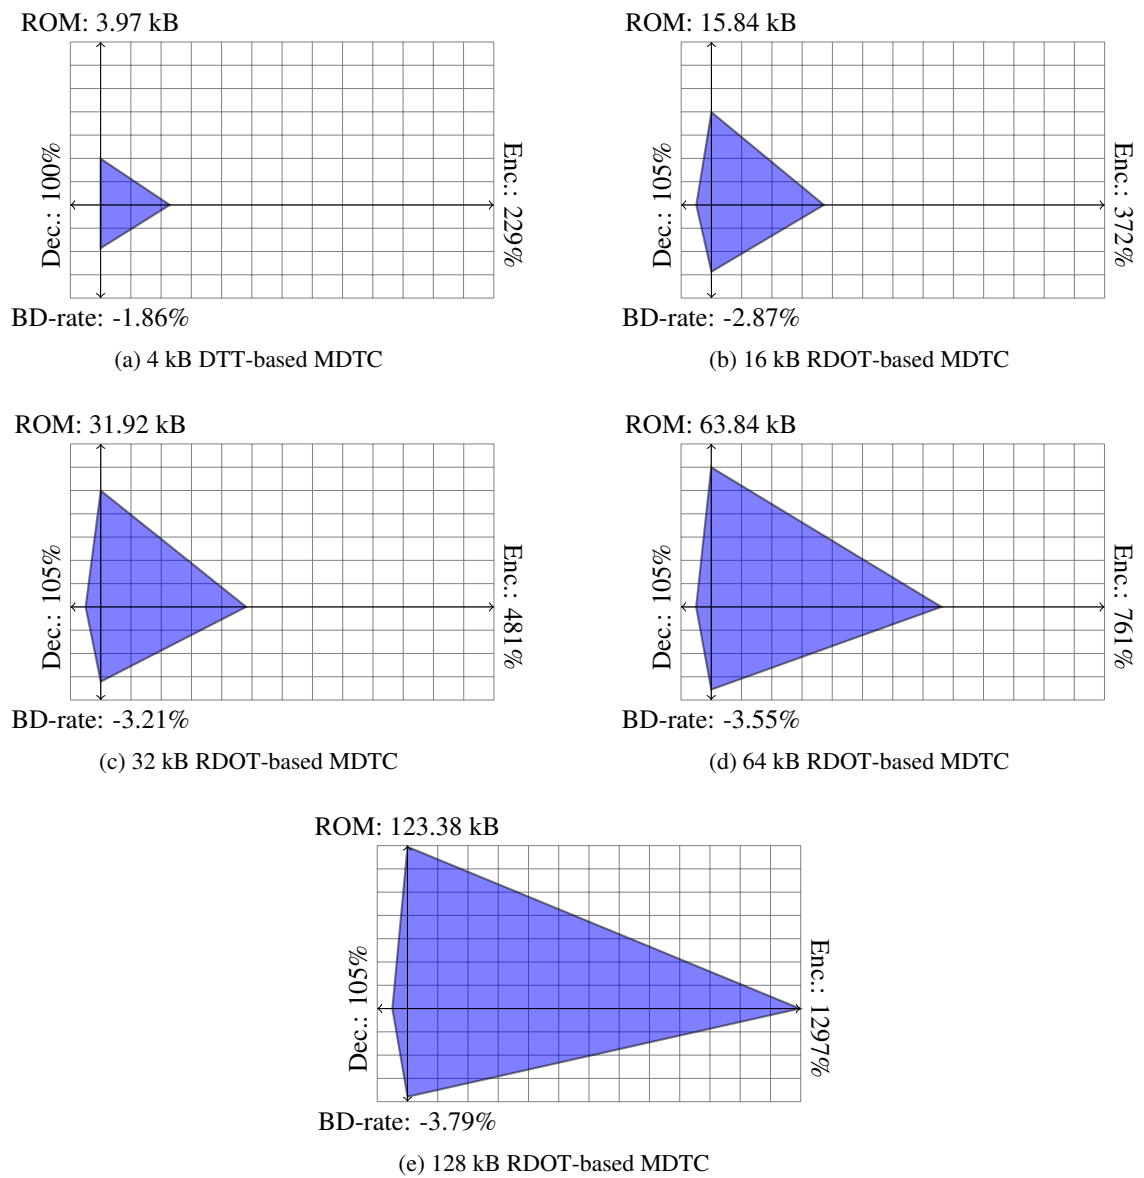 ROM: 3.97 kB
Dec.: 100%
Enc.: 229%
BD-rate: -1.86%
(a) 4 kB DTT-based MDTC
ROM: 15.84 kB
Dec.: 105%
Enc.: 372%
BD-rate: -2.87%
(b) 16 kB RDOT-based MDTC
ROM: 31.92 kB
Dec.: 105%
Enc.: 481%
BD-rate: -3.21%
(c) 32 kB RDOT-based MDTC
ROM: 63.84 kB
Dec.: 105%
Enc.: 761%
BD-rate: -3.55%
(d) 64 kB RDOT-based MDTC
ROM: 123.38 kB
Dec.: 105%
Enc.: 1297%
BD-rate: -3.79%
(e) 128 kB RDOT-based MDTC